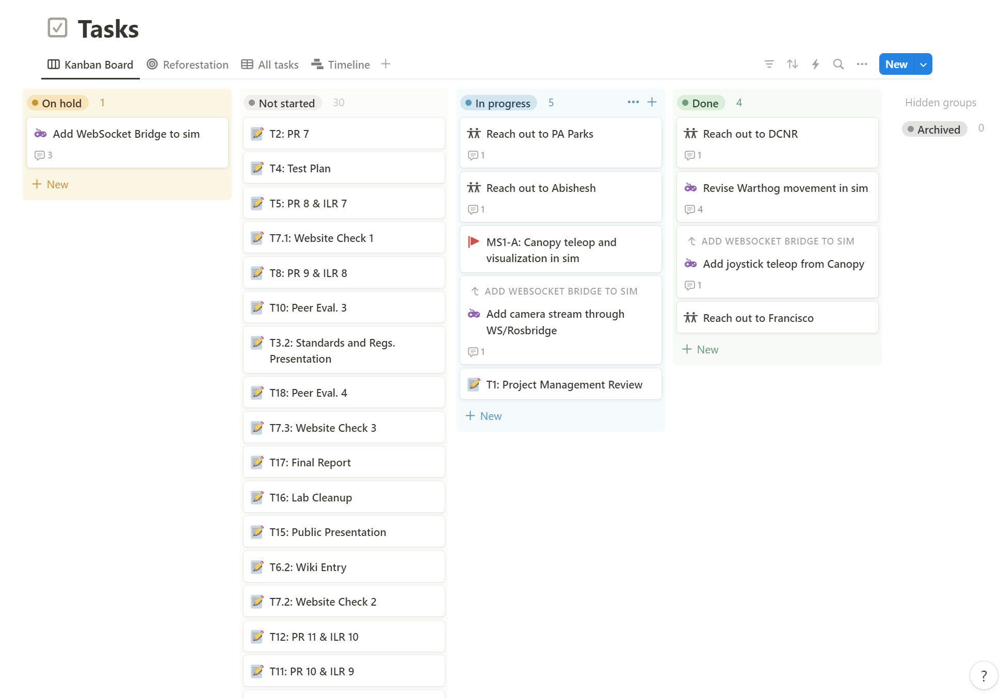 Tasks
Kanban Board
Reforestation
All tasks
Timeline
New
On hold 1
Add WebSocket Bridge to sim
3
New
Not started 30
T2: PR 7
T4: Test Plan
T5: PR 8 & ILR 7
T7.1: Website Check 1
T8: PR 9 & ILR 8
T10: Peer Eval. 3
T3.2: Standards and Regs.
Presentation
T18: Peer Eval. 4
T7.3: Website Check 3
T17: Final Report
T16: Lab Cleanup
T15: Public Presentation
T6.2: Wiki Entry
T7.2: Website Check 2
T12: PR 11 & ILR 10
T11: PR 10 & ILR 9
In progress 5
Reach out to PA Parks
1
Reach out to Abishesh
1
MS1-A: Canopy teleop and
visualization in sim
ADD WEBSOCKET BRIDGE TO SIM
Add camera stream through
WS/Rosbridge
1
T1: Project Management Review
New
Done 4
Reach out to DCNR
1
Revise Warthog movement in sim
4
ADD WEBSOCKET BRIDGE TO SIM
Add joystick teleop from Canopy
1
Reach out to Francisco
New
Hidden groups
Archived 0
?